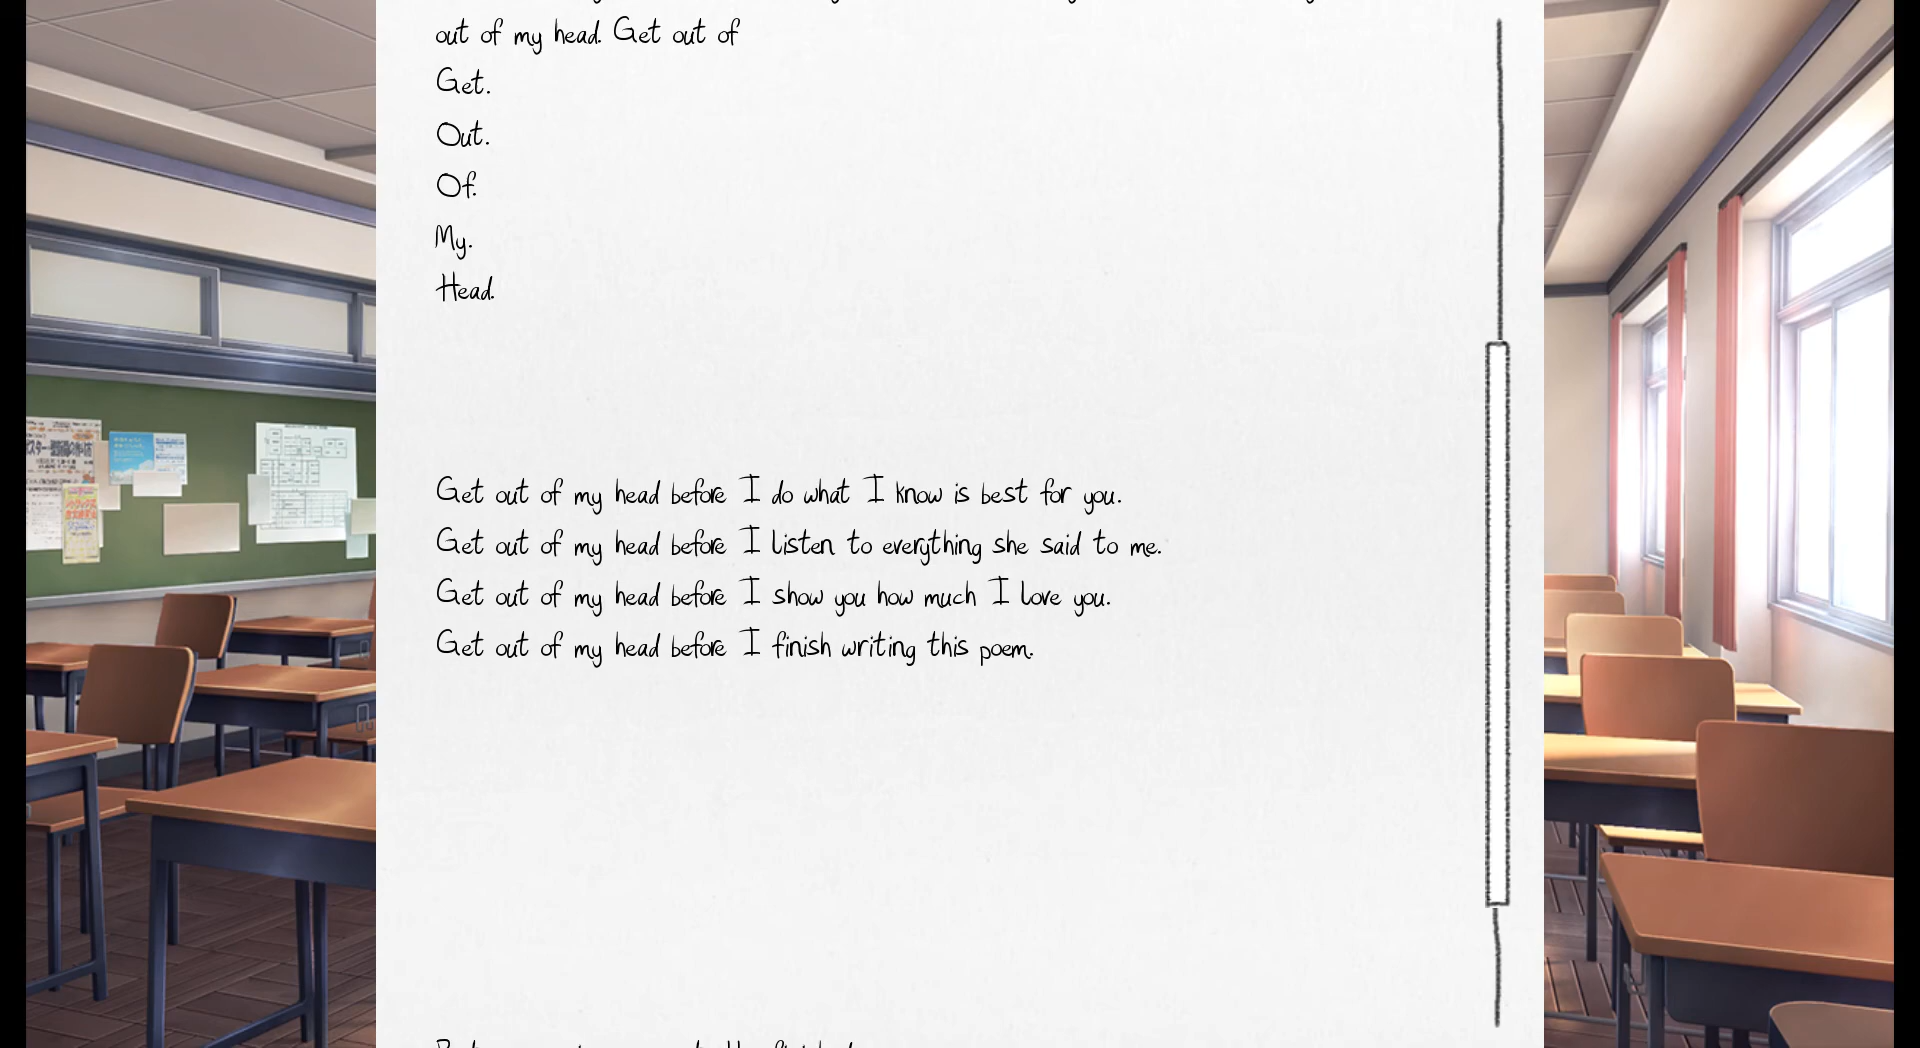 out of my head. Get out of
Get.
Out.
Of.
My.
Head.
Get out of my head before I do what I know is best for you.
Get out of my head before I listen to everything she said to me.
Get out of my head before I show you how much I love you.
Get out of my head before I finish writing this poem.